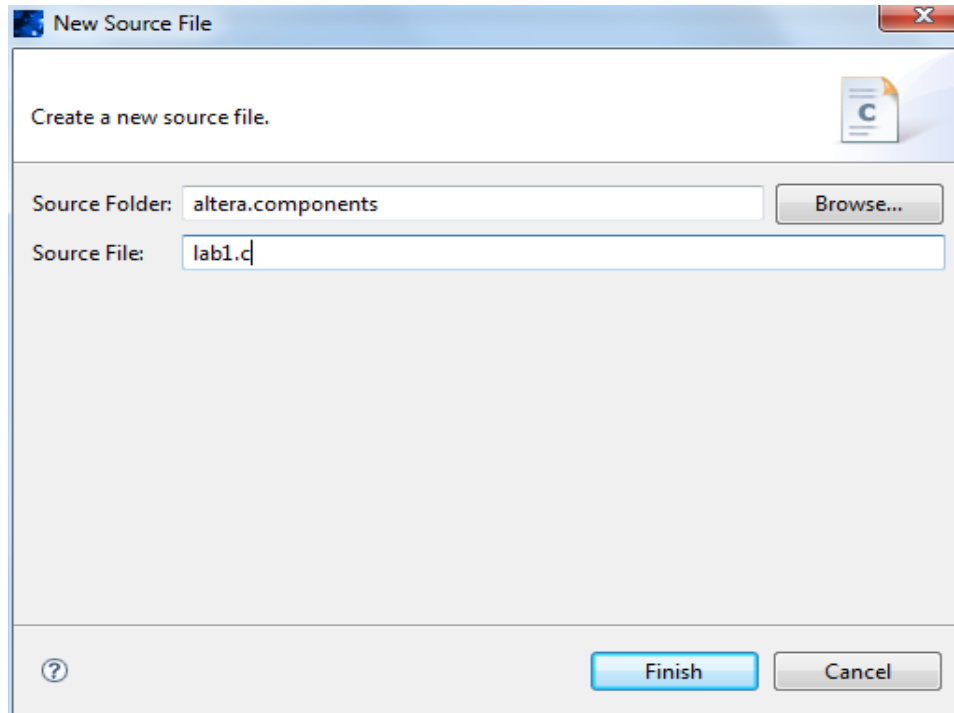 New Source File
Create a new source file.
C
Source Folder: altera.components Browse...
Source File: lab1.c
? Finish Cancel